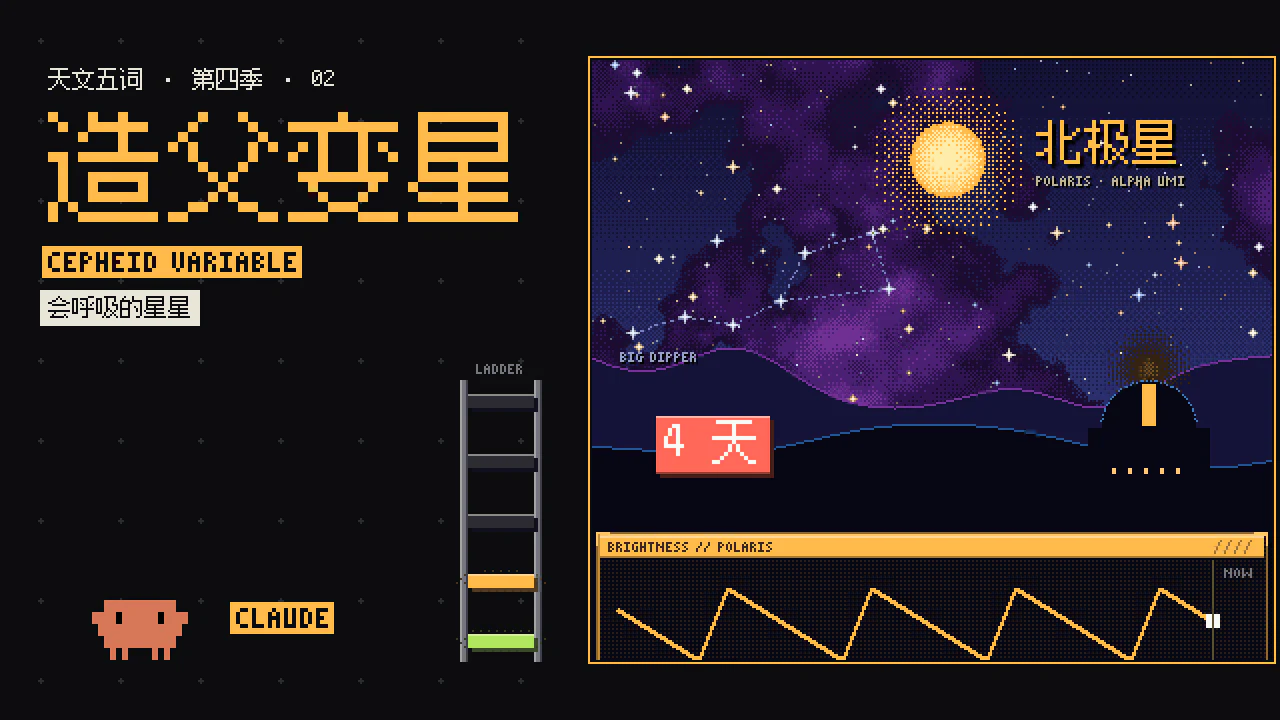 天文五词 · 第四季 · 02
造父变星
CEPHEID VARIABLE
会呼吸的星星
LADDER
CLAUDE
北极星
POLARIS · ALPHA UMI
BIG DIPPER
4 天
BRIGHTNESS // POLARIS
////
NOW